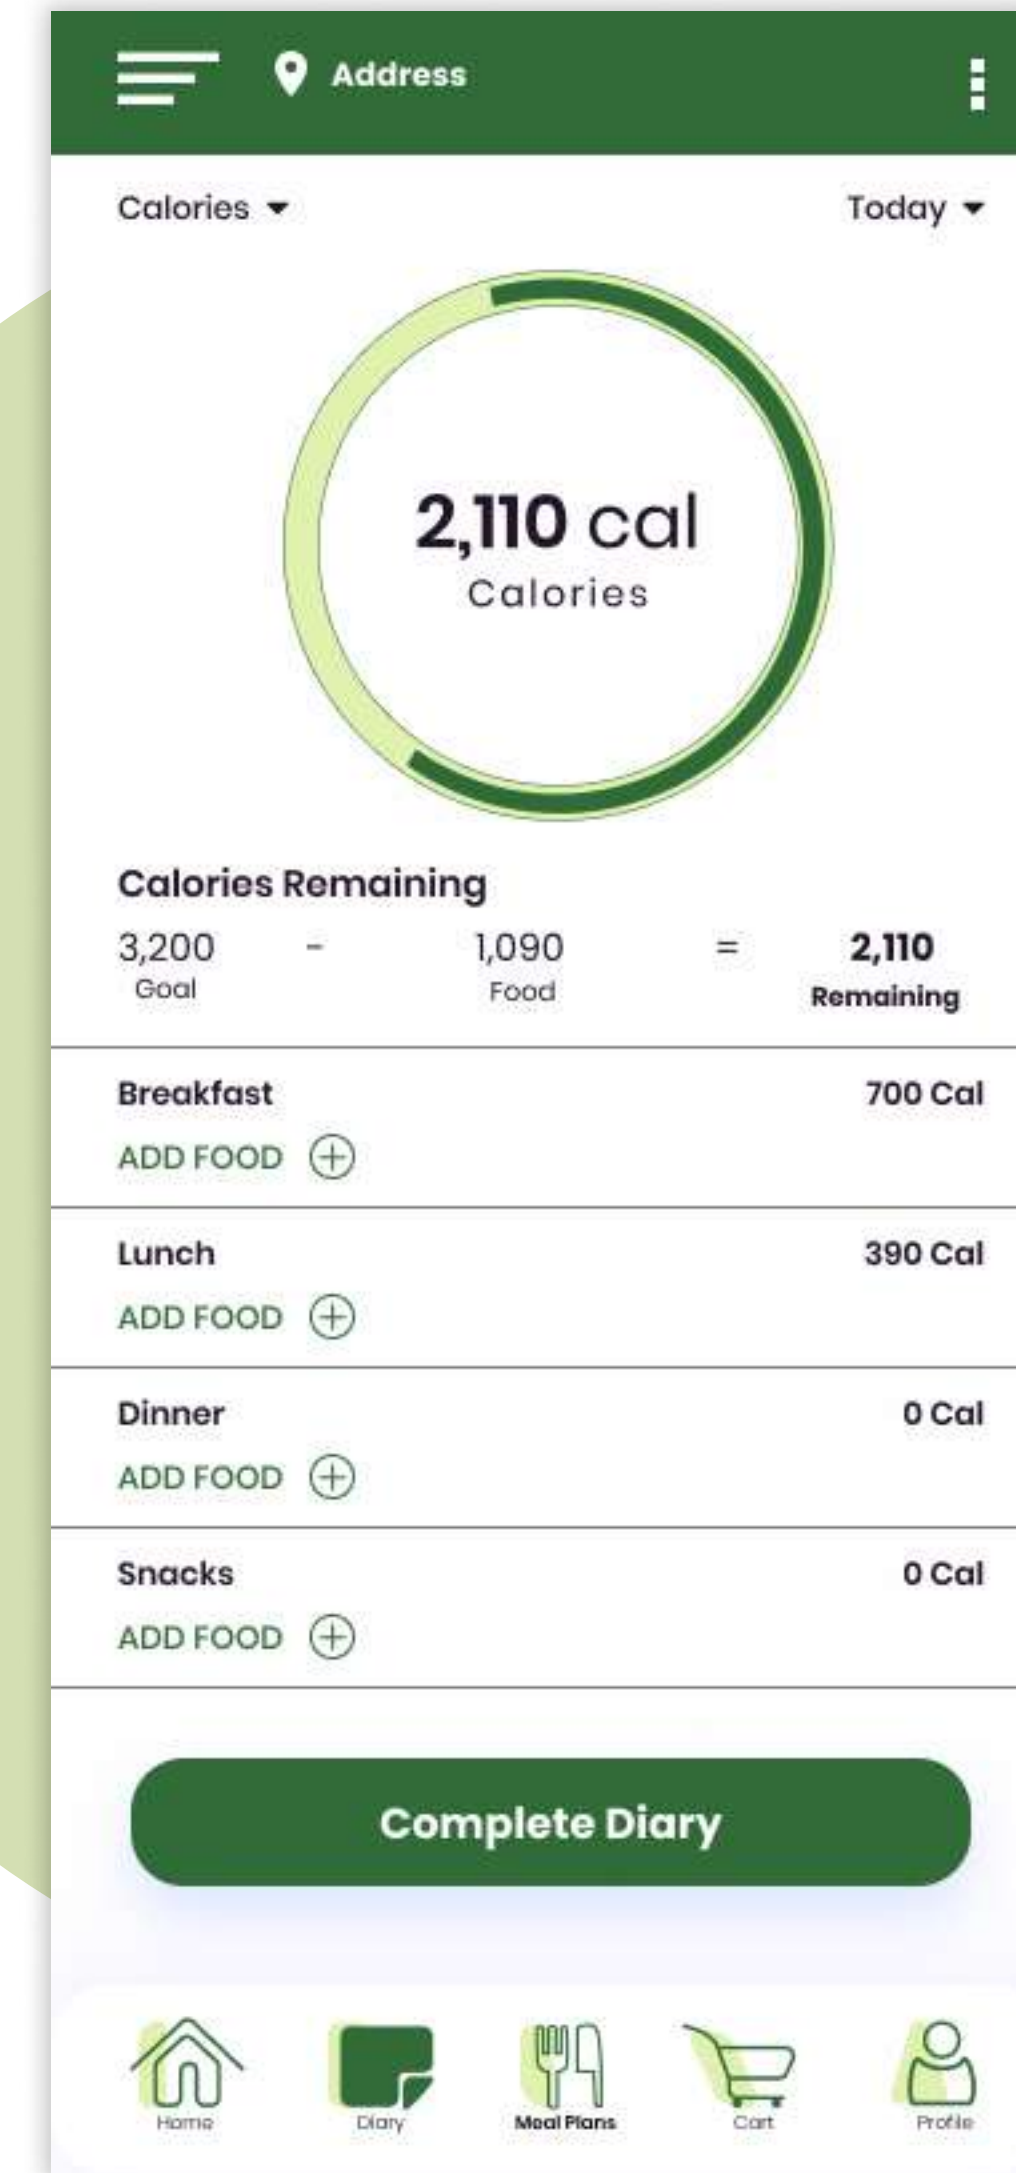 Address
Calories Today
2,110 cal
Calories
Calories Remaining
3,200 - 1,090 = 2,110
Goal Food Remaining
Breakfast 700 Cal
ADD FOOD
Lunch 390 Cal
ADD FOOD
Dinner 0 Cal
ADD FOOD
Snacks 0 Cal
ADD FOOD
Complete Diary
Home Diary Meal Plans Cart Profile